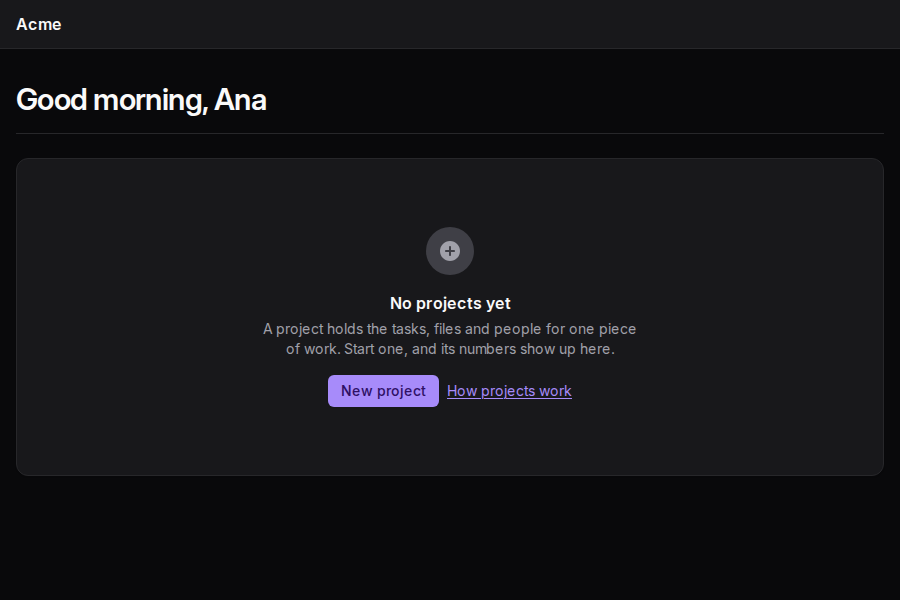 Acme
Good morning, Ana
No projects yet
A project holds the tasks, files and people for one piece
of work. Start one, and its numbers show up here.
New project
How projects work